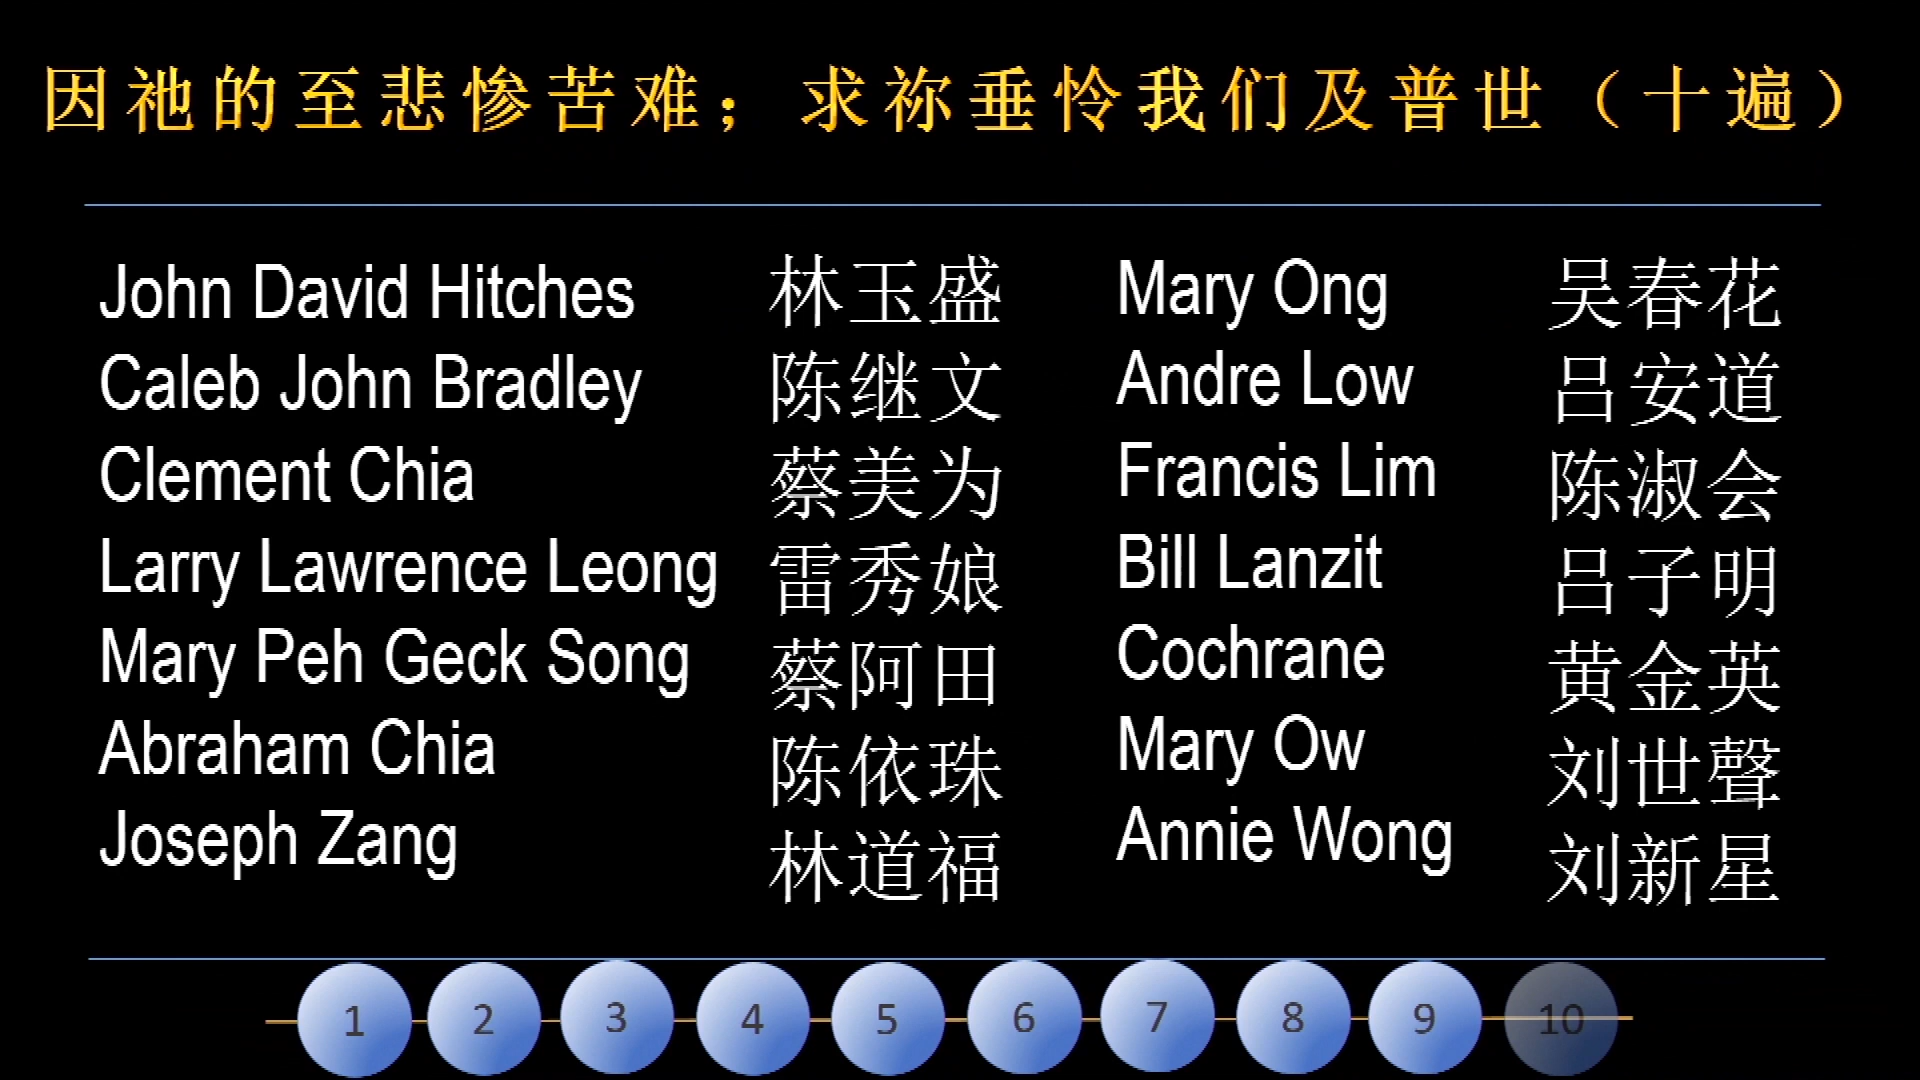 因祂的至悲惨苦难；求祢垂怜我们及普世（十遍）
John David Hitches
Caleb John Bradley
Clement Chia
Larry Lawrence Leong
Mary Peh Geck Song
Abraham Chia
Joseph Zang
林玉盛
陈继文
蔡美为
雷秀娘
蔡阿田
陈依珠
林道福
Mary Ong
Andre Low
Francis Lim
Bill Lanzit
Cochrane
Mary Ow
Annie Wong
吴春花
吕安道
陈淑会
吕子明
黄金英
刘世聲
刘新星
1 2 3 4 5 6 7 8 9 10